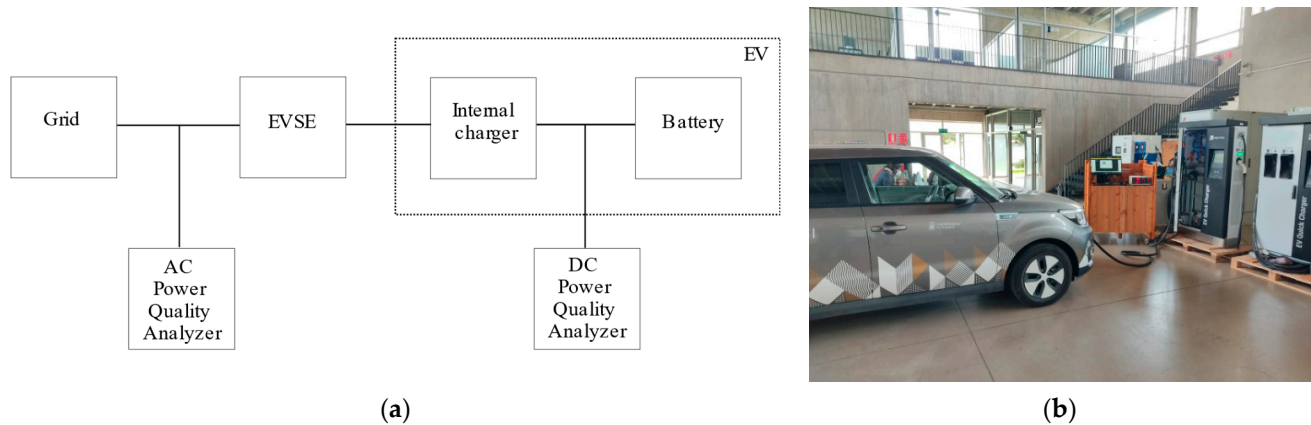 EV
Grid
EVSE
Internal
charger
Battery
AC
Power
Quality
Analyzer
DC
Power
Quality
Analyzer
EV Quick Charger
EV Quick Charger
(a)
(b)